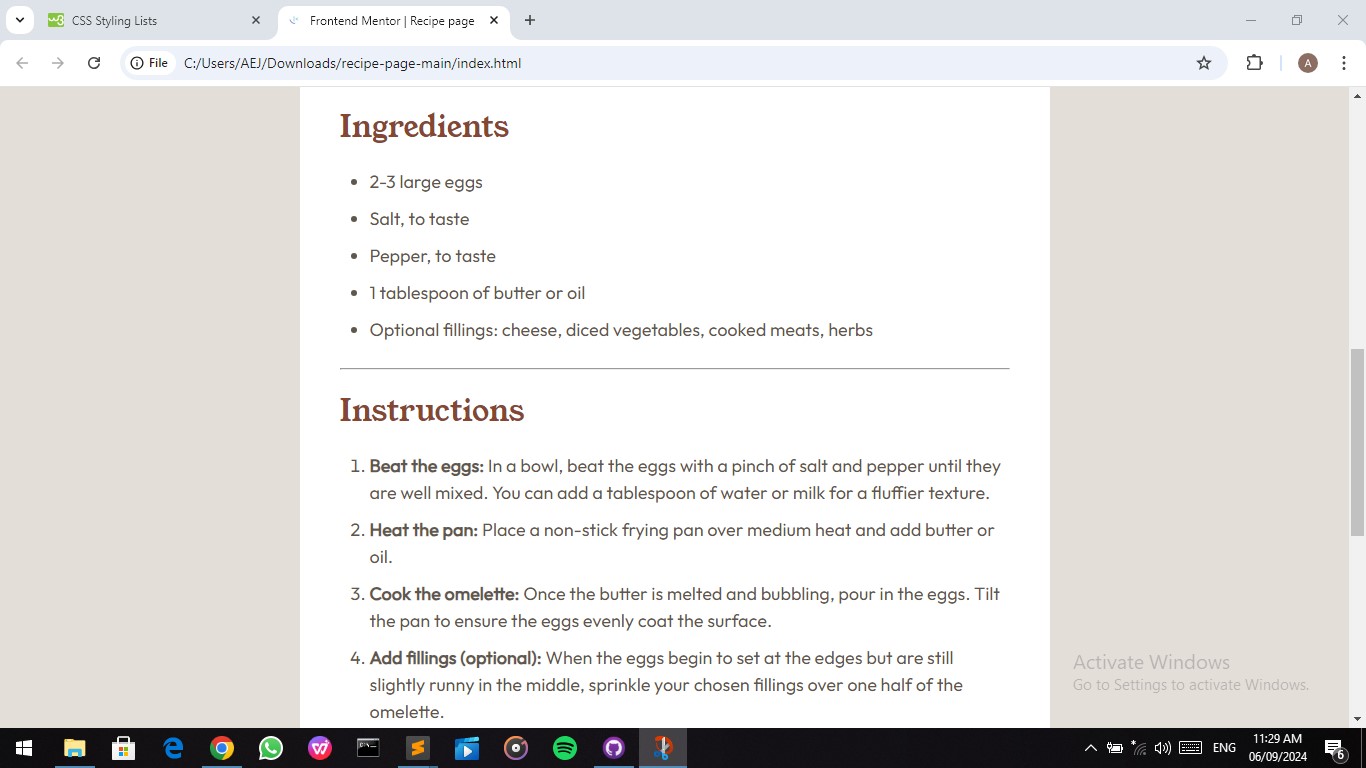 CSS Styling Lists
Frontend Mentor | Recipe page
File
C:/Users/AEJ/Downloads/recipe-page-main/index.html
A
Ingredients
• 2-3 large eggs
• Salt, to taste
• Pepper, to taste
• 1 tablespoon of butter or oil
• Optional fillings: cheese, diced vegetables, cooked meats, herbs
Instructions
1. Beat the eggs: In a bowl, beat the eggs with a pinch of salt and pepper until they
are well mixed. You can add a tablespoon of water or milk for a fluffier texture.
2. Heat the pan: Place a non-stick frying pan over medium heat and add butter or
oil.
3. Cook the omelette: Once the butter is melted and bubbling, pour in the eggs. Tilt
the pan to ensure the eggs evenly coat the surface.
4. Add fillings (optional): When the eggs begin to set at the edges but are still
slightly runny in the middle, sprinkle your chosen fillings over one half of the
omelette.
Activate Windows
Go to Settings to activate Windows.
ENG
11:29 AM
06/09/2024
6